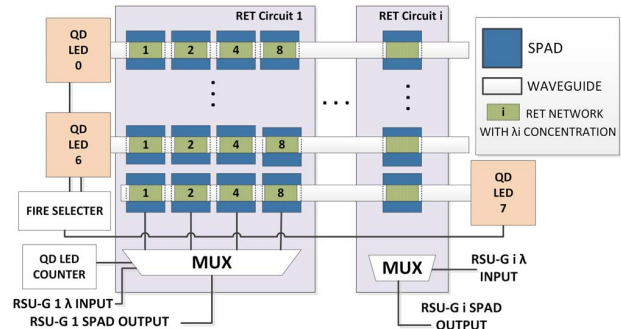 RET Circuit 1
RET Circuit i
QD
LED
0
1 2 4 8
SPAD
WAVEGUIDE
i RET NETWORK
WITH λi CONCENTRATION
QD
LED
6
1 2 4 8
1 2 4 8
QD
LED
7
FIRE SELECTER
QD LED
COUNTER
MUX
MUX
RSU-G i λ
INPUT
RSU-G 1 λ INPUT
RSU-G 1 SPAD OUTPUT
RSU-G i SPAD
OUTPUT